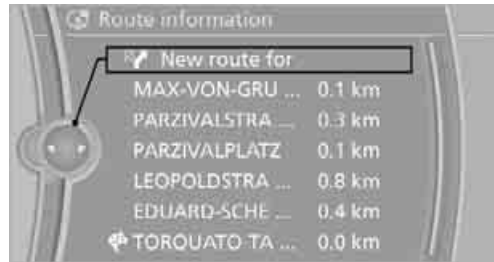 Route information
New route for
MAX-VON-GRU ... 0.1 km
PARZIVALSTRA ... 0.3 km
PARZIVALPLATZ 0.1 km
LEOPOLDSTRA ... 0.8 km
EDUARD-SCHE ... 0.4 km
TORQUATO TA ... 0.0 km